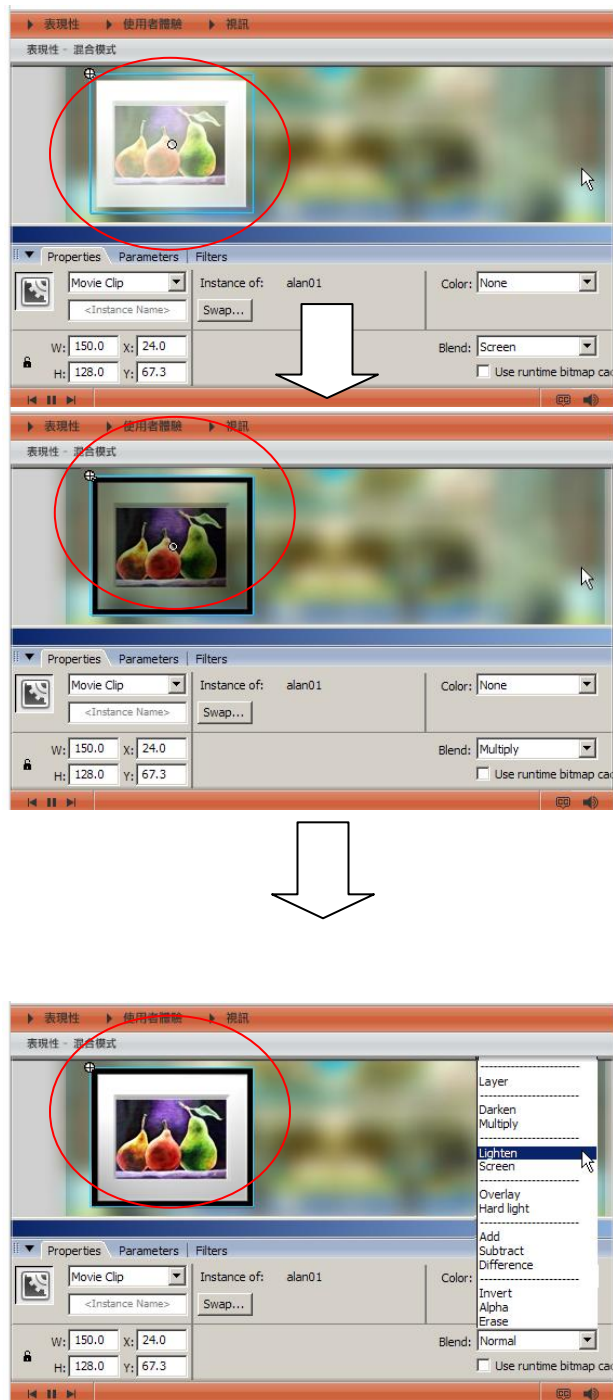 表現性 使用者體驗 視訊
表現性 - 混合模式
Properties Parameters Filters
Movie Clip Instance of: alan01 Color: None
<Instance Name> Swap...
W: 150.0 X: 24.0 Blend: Screen
H: 128.0 Y: 67.3 Use runtime bitmap cac
CC
表現性 使用者體驗 視訊
表現性 - 混合模式
Properties Parameters Filters
Movie Clip Instance of: alan01 Color: None
<Instance Name> Swap...
W: 150.0 X: 24.0 Blend: Multiply
H: 128.0 Y: 67.3 Use runtime bitmap cac
CC
表現性 使用者體驗 視訊
表現性 - 混合模式
Layer
Darken
Multiply
Lighten
Screen
Overlay
Hard light
Add
Subtract
Difference
Invert
Alpha
Erase
Properties Parameters Filters
Movie Clip Instance of: alan01 Color:
<Instance Name> Swap...
W: 150.0 X: 24.0 Blend: Normal
H: 128.0 Y: 67.3 Use runtime bitmap cac
CC